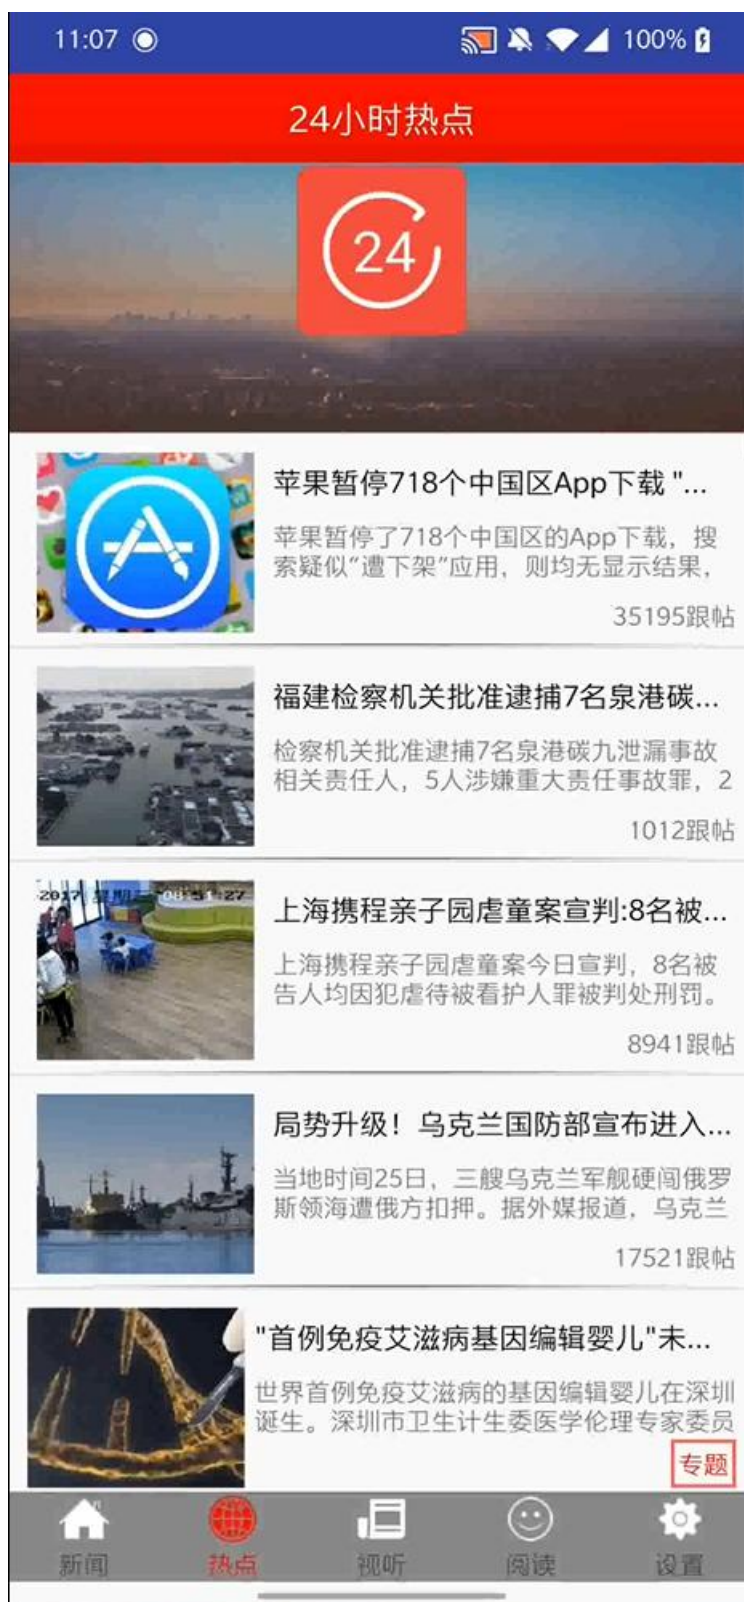 11:07
100%
24小时热点
24
苹果暂停718个中国区App下载 "...
苹果暂停了718个中国区的App下载，搜
索疑似“遭下架”应用，则均无显示结果，
35195跟帖
福建检察机关批准逮捕7名泉港碳...
检察机关批准逮捕7名泉港碳九泄漏事故
相关责任人，5人涉嫌重大责任事故罪，2
1012跟帖
2017 星期二 08:51:27
上海携程亲子园虐童案宣判:8名被...
上海携程亲子园虐童案今日宣判，8名被
告人均因犯虐待被看护人罪被判处刑罚。
8941跟帖
局势升级！乌克兰国防部宣布进入...
当地时间25日，三艘乌克兰军舰硬闯俄罗
斯领海遭俄方扣押。据外媒报道，乌克兰
17521跟帖
"首例免疫艾滋病基因编辑婴儿"未...
世界首例免疫艾滋病的基因编辑婴儿在深圳
诞生。深圳市卫生计生委医学伦理专家委员
专题
新闻
热点
视听
阅读
设置